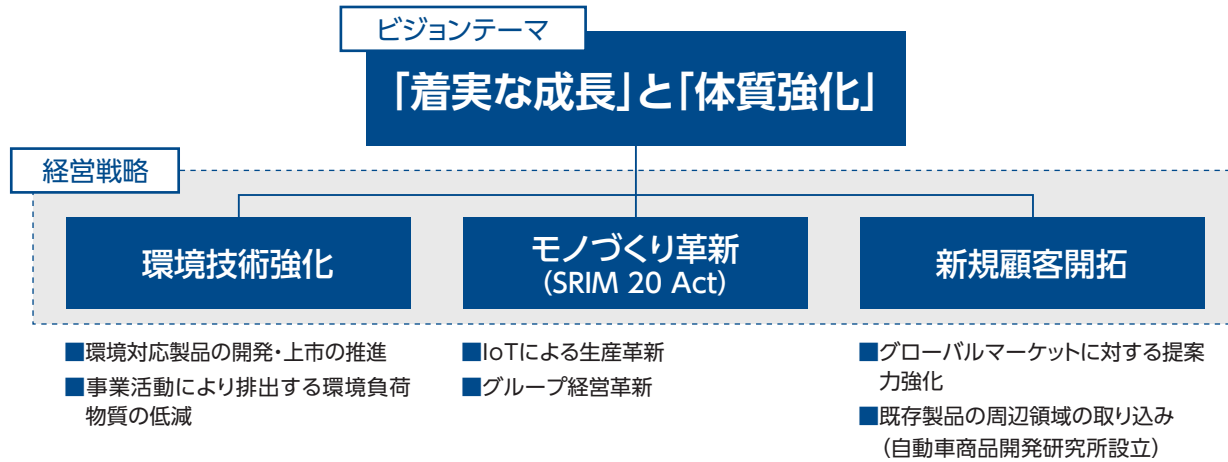 ビジョンテーマ
「着実な成長」と「体質強化」
経営戦略
環境技術強化
モノづくり革新
(SRIM 20 Act)
新規顧客開拓
■環境対応製品の開発・上市の推進
■事業活動により排出する環境負荷
物質の低減
■IoTによる生産革新
■グループ経営革新
■グローバルマーケットに対する提案
力強化
■既存製品の周辺領域の取り込み
(自動車商品開発研究所設立)